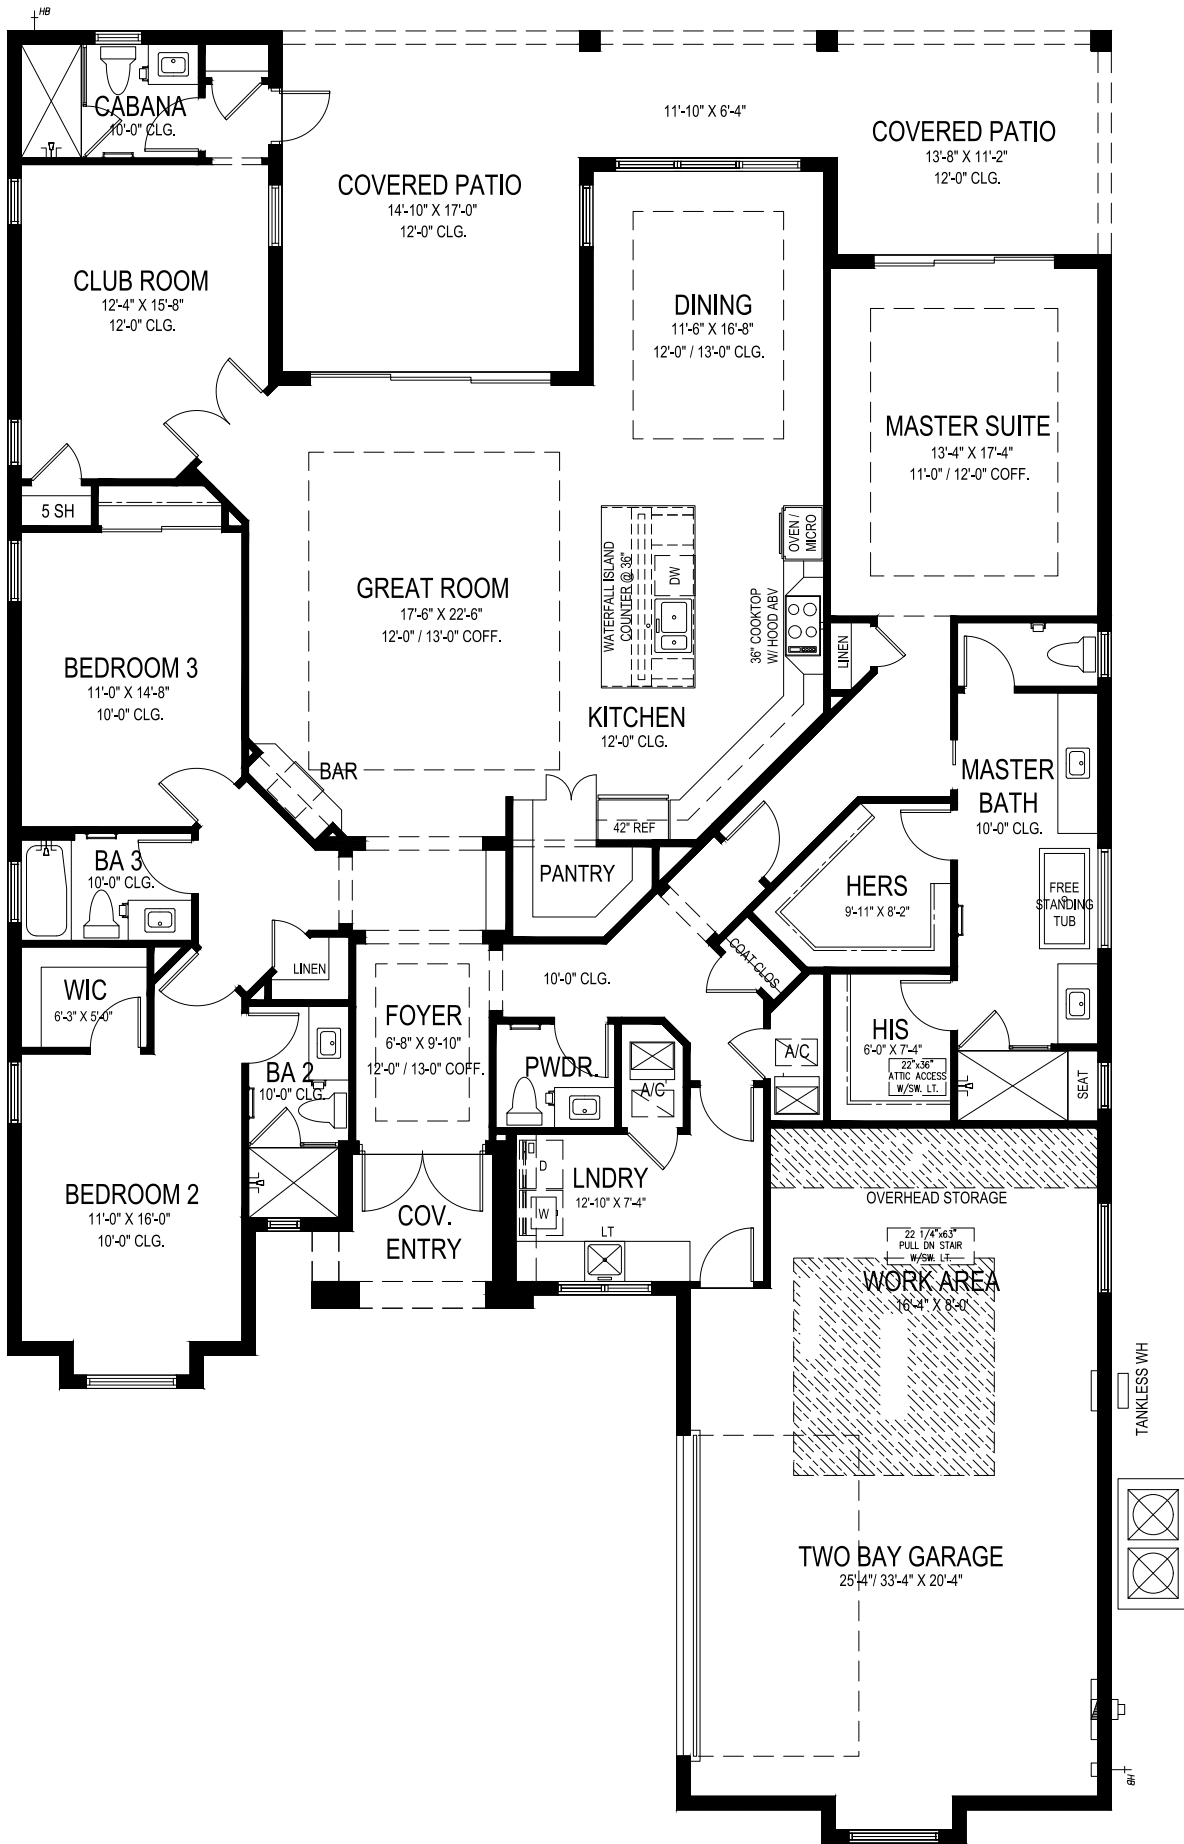 HB
CABANA
10'-0" CLG.
11'-10" X 6'-4"
COVERED PATIO
13'-8" X 11'-2"
12'-0" CLG.
COVERED PATIO
14'-10" X 17'-0"
12'-0" CLG.
CLUB ROOM
12'-4" X 15'-8"
12'-0" CLG.
DINING
11'-6" X 16'-8"
12'-0" / 13'-0" CLG.
MASTER SUITE
13'-4" X 17'-4"
11'-0" / 12'-0" COFF.
5 SH
OVEN /
MICRO
WATERFALL ISLAND
COUNTER @ 36"
DW
GREAT ROOM
17'-6" X 22'-6"
12'-0" / 13'-0" COFF.
36" COOKTOP
W/ HOOD ABV
LINEN
BEDROOM 3
11'-0" X 14'-8"
10'-0" CLG.
KITCHEN
12'-0" CLG.
BAR
MASTER
BATH
10'-0" CLG.
42" REF
BA 3
10'-0" CLG.
PANTRY
HERS
9'-11" X 8'-2"
FREE
STANDING
TUB
COAT CLOS
LINEN
10'-0" CLG.
WIC
6'-3" X 5'-0"
FOYER
6'-8" X 9'-10"
12'-0" / 13-0" COFF.
HIS
6'-0" X 7'-4"
22"x36"
ATTIC ACCESS
W/SW. LT.
A/C
PWDR.
A/C
BA 2
10'-0" CLG.
SEAT
LNDRY
12'-10" X 7'-4"
D
W
LT
BEDROOM 2
11'-0" X 16'-0"
10'-0" CLG.
COV.
ENTRY
OVERHEAD STORAGE
22 1/4"x63"
PULL DN STAIR
W/SW. LT.
WORK AREA
16'-4" X 8'-0'
TANKLESS WH
TWO BAY GARAGE
25'-4"/ 33'-4" X 20'-4"
HB